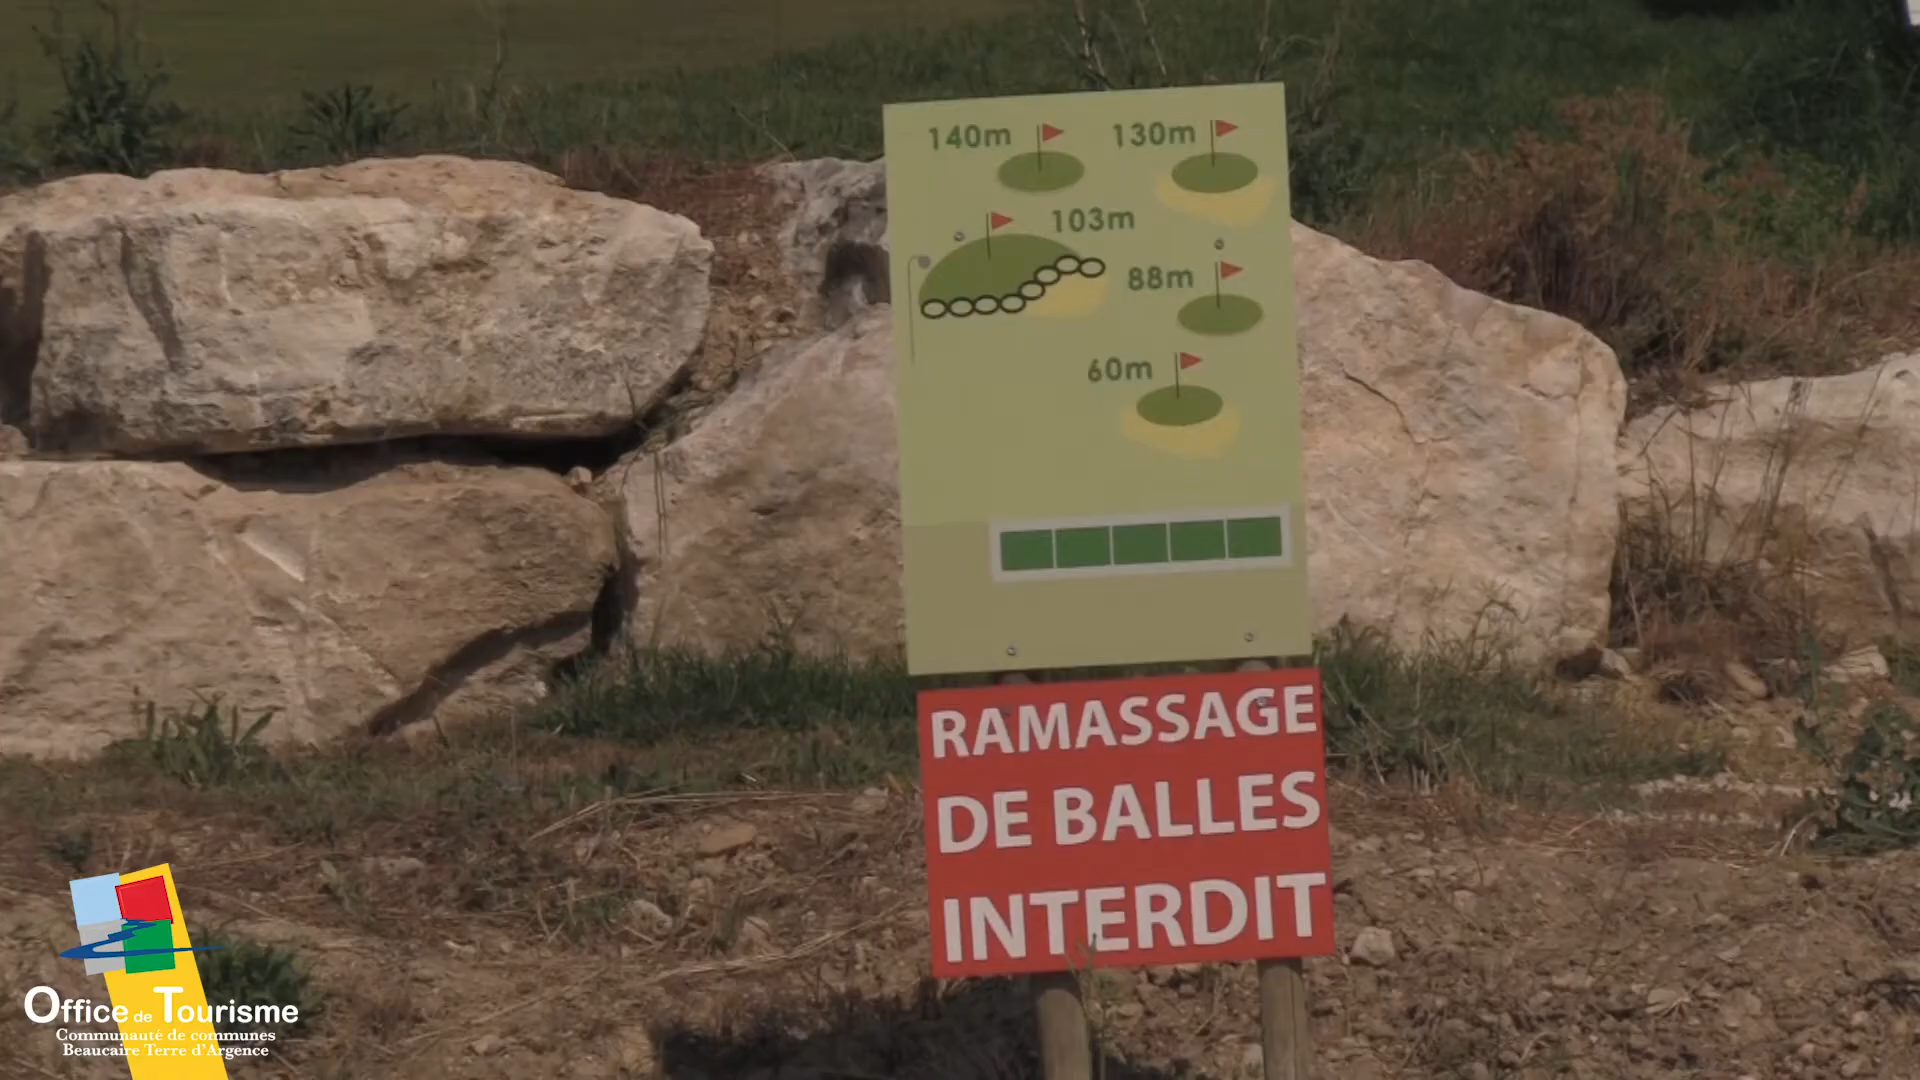 140m 130m
103m
88m
60m
RAMASSAGE
DE BALLES
INTERDIT
Office de Tourisme
Communauté de communes
Beaucaire Terre d'Argence